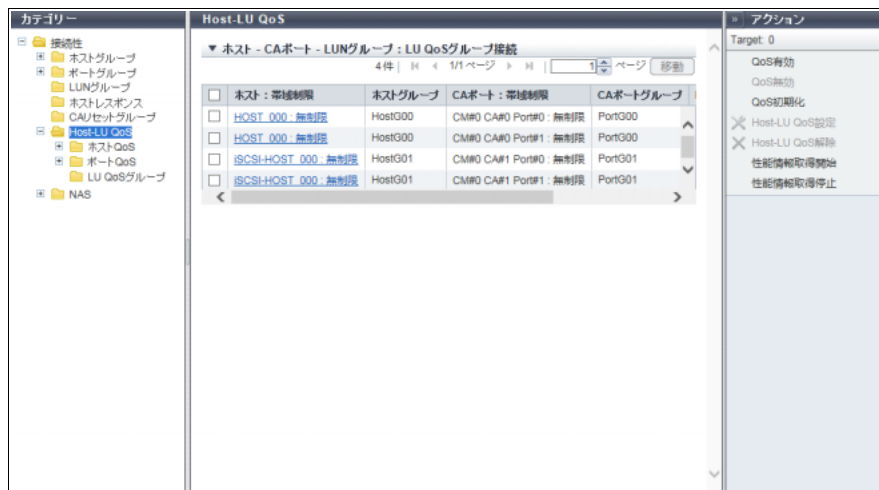 カテゴリー
接続性
ホストグループ
ポートグループ
LUNグループ
ホストレスポンス
CAリセットグループ
Host-LU QoS
ホストQoS
ポートQoS
LU QoSグループ
NAS
Host-LU QoS
▼ ホスト - CAポート - LUNグループ : LU QoSグループ接続
4件 | 1/1ページ | 1 ページ 移動
ホスト : 帯域制限 ホストグループ CAポート : 帯域制限 CAポートグループ
HOST_000 : 無制限 HostG00 CM#0 CA#0 Port#0 : 無制限 PortG00
HOST_000 : 無制限 HostG00 CM#0 CA#0 Port#1 : 無制限 PortG00
iSCSI-HOST_000 : 無制限 HostG01 CM#0 CA#1 Port#0 : 無制限 PortG01
iSCSI-HOST_000 : 無制限 HostG01 CM#0 CA#1 Port#1 : 無制限 PortG01
» アクション
Target: 0
QoS有効
QoS無効
QoS初期化
Host-LU QoS設定
Host-LU QoS解除
性能情報取得開始
性能情報取得停止